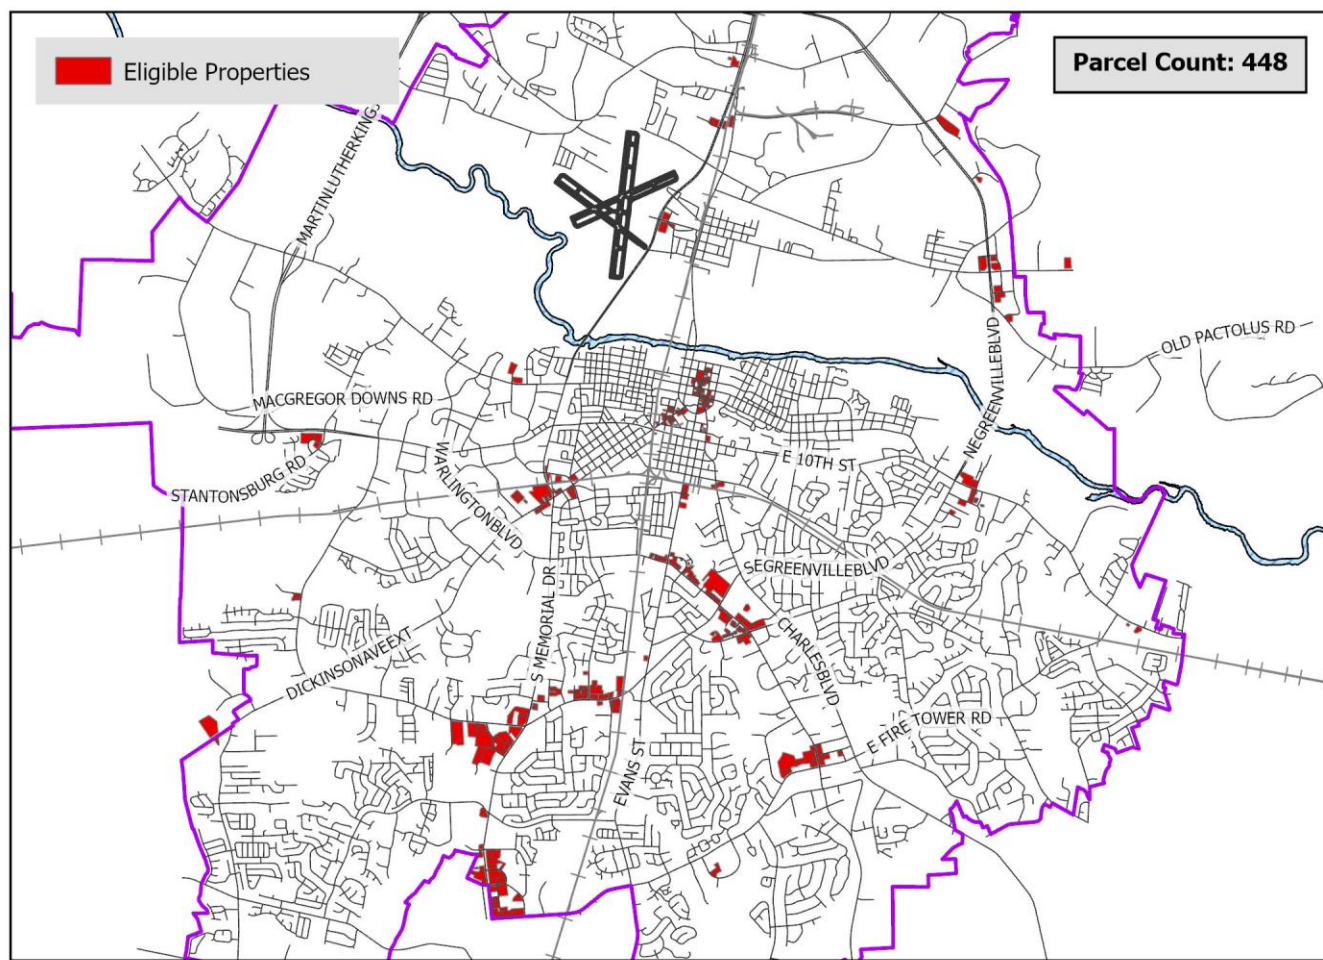 Eligible Properties
Parcel Count: 448
MARTINLUTHERKING
OLD PACTOLUS RD
NEGREENVILLEBLVD
MACGREGOR DOWNS RD
E 10TH ST
STANTONSBURG RD
WARLINGTONBLVD
SEGREENVILLEBLVD
S MEMORIAL DR
CHARLESBLVD
DICKINSONAVEEXT
E FIRE TOWER RD
EVANS ST